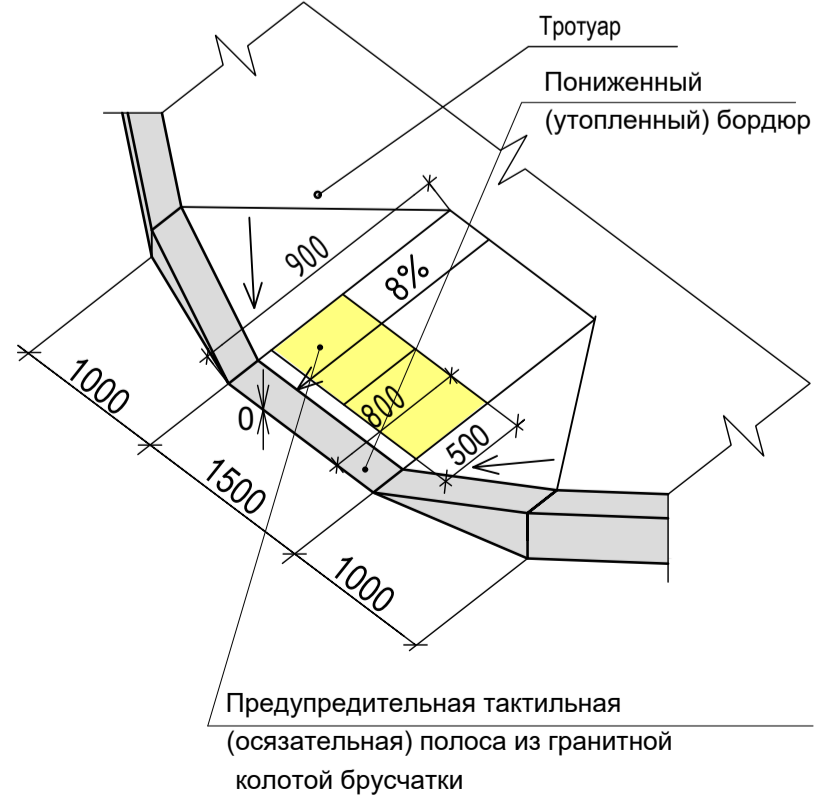 Тротуар
Пониженный
(утопленный) бордюр
900
8%
800
500
0
1000
1500
1000
Предупредительная тактильная
(осязательная) полоса из гранитной
колотой брусчатки